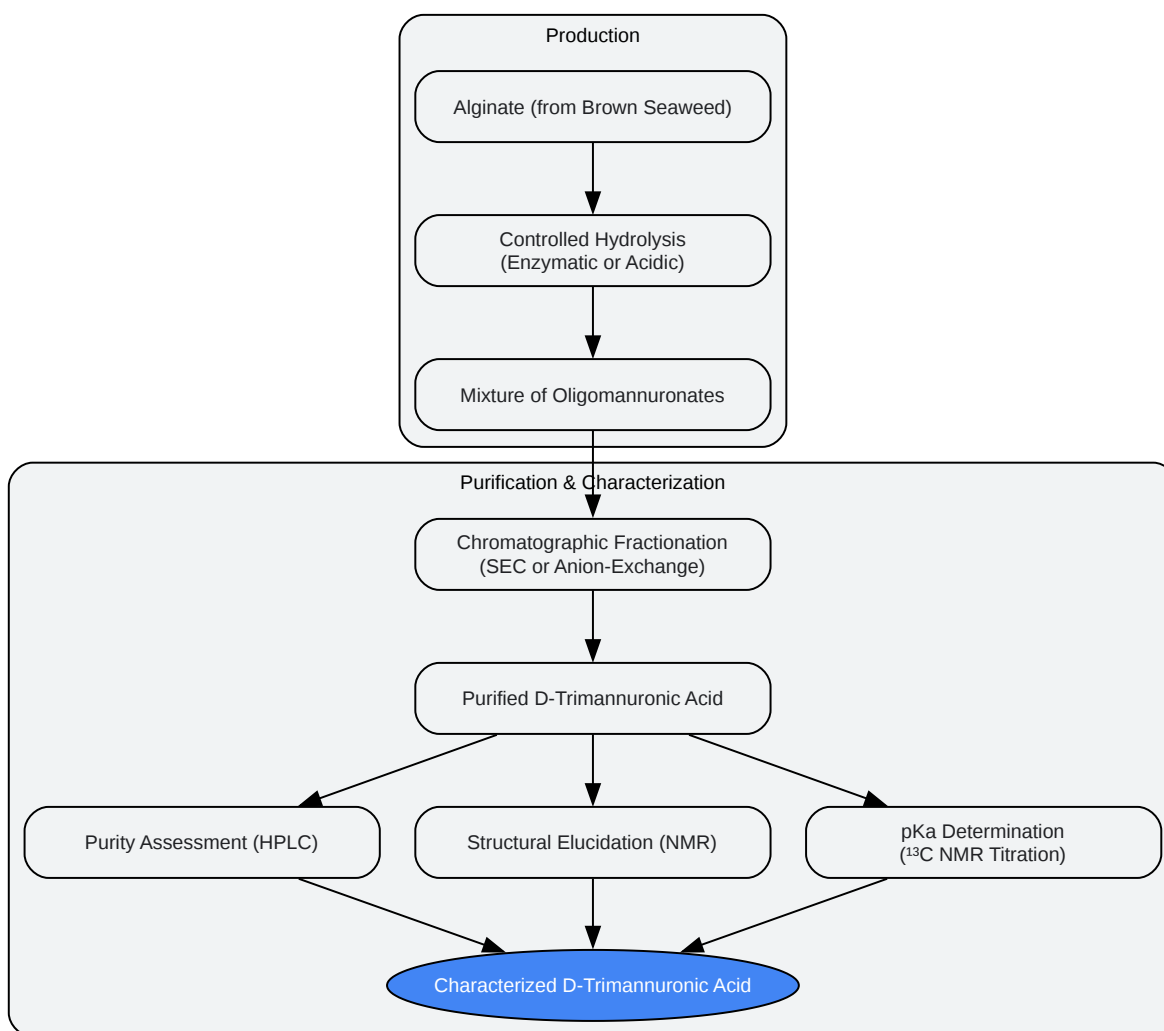 Production
Alginate (from Brown Seaweed)
Controlled Hydrolysis
(Enzymatic or Acidic)
Mixture of Oligomannuronates
Purification & Characterization
Chromatographic Fractionation
(SEC or Anion-Exchange)
Purified D-Trimannuronic Acid
Purity Assessment (HPLC)
Structural Elucidation (NMR)
pKa Determination
(¹³C NMR Titration)
Characterized D-Trimannuronic Acid